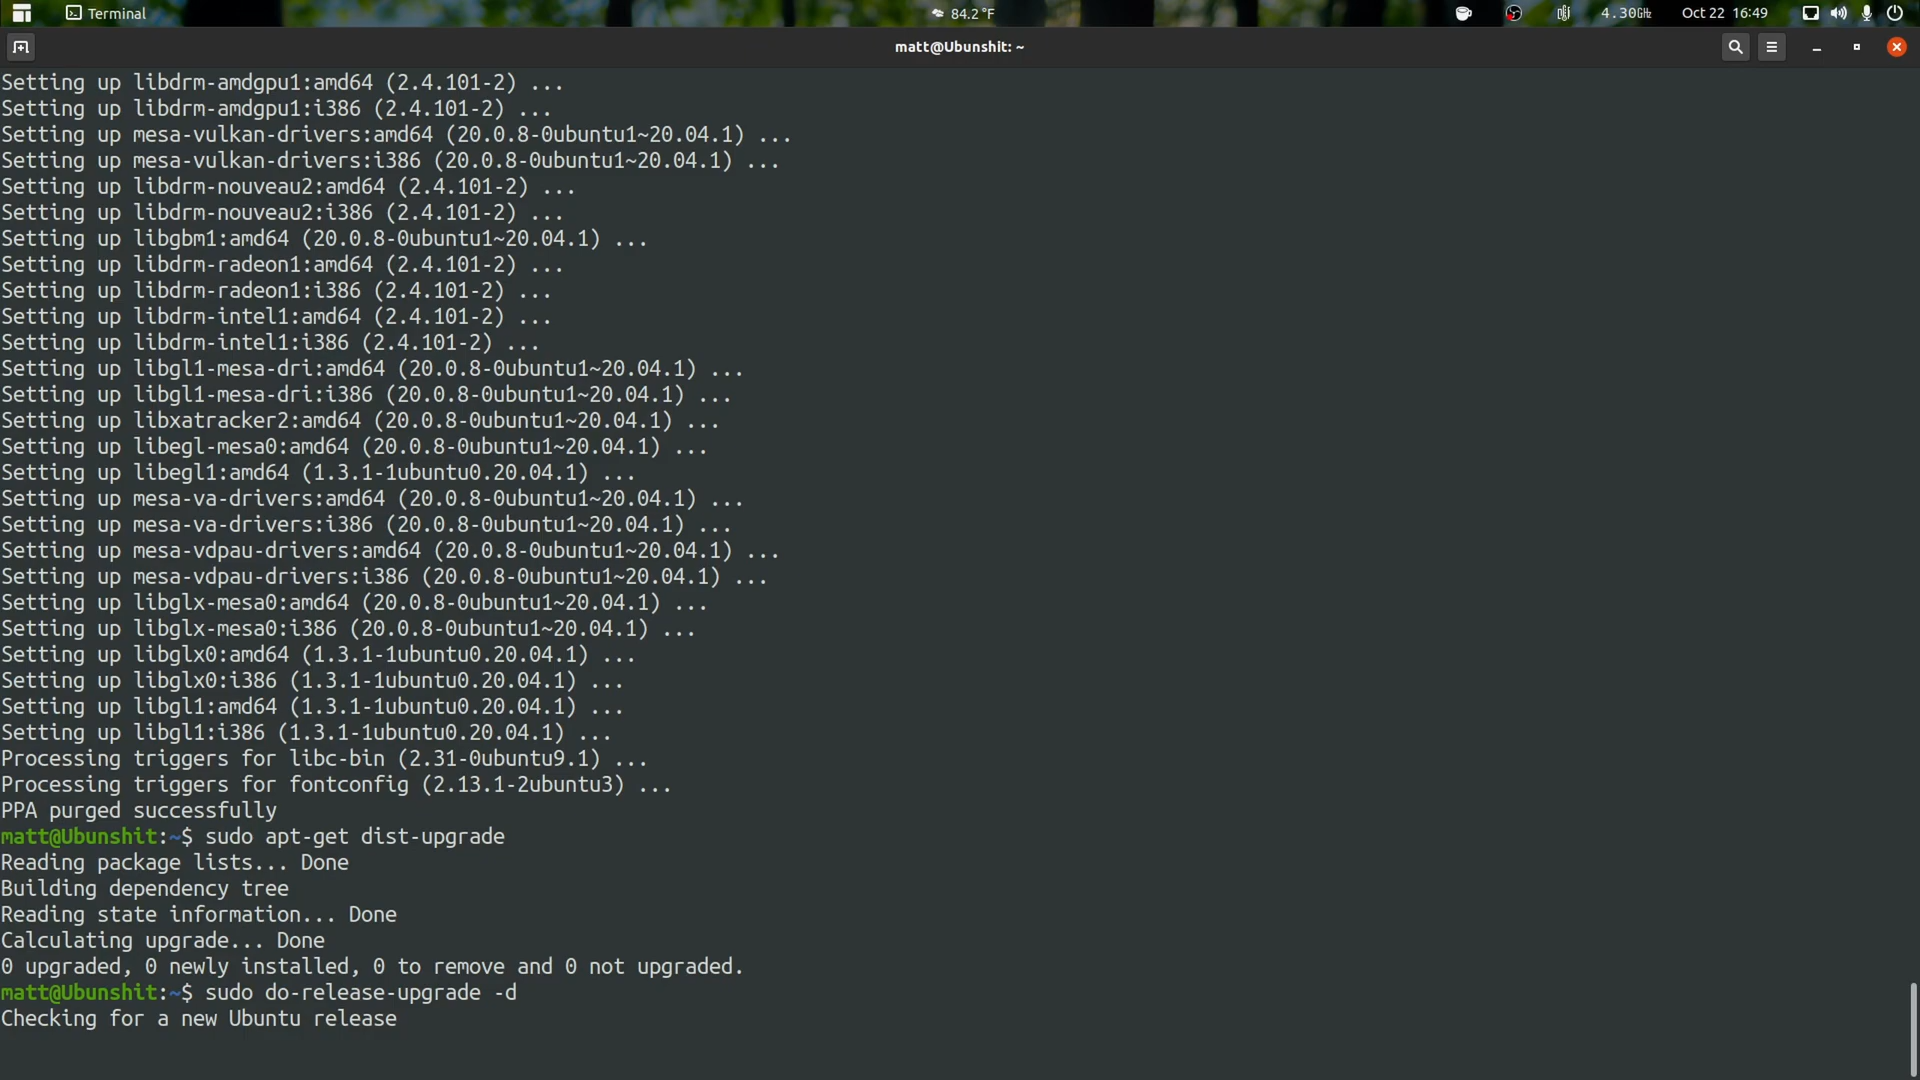 Terminal
84.2 °F
4.30GHz
Oct 22 16:49
matt@Ubunshit: ~
Setting up libdrm-amdgpu1:amd64 (2.4.101-2) ...
Setting up libdrm-amdgpu1:i386 (2.4.101-2) ...
Setting up mesa-vulkan-drivers:amd64 (20.0.8-0ubuntu1~20.04.1) ...
Setting up mesa-vulkan-drivers:i386 (20.0.8-0ubuntu1~20.04.1) ...
Setting up libdrm-nouveau2:amd64 (2.4.101-2) ...
Setting up libdrm-nouveau2:i386 (2.4.101-2) ...
Setting up libgbm1:amd64 (20.0.8-0ubuntu1~20.04.1) ...
Setting up libdrm-radeon1:amd64 (2.4.101-2) ...
Setting up libdrm-radeon1:i386 (2.4.101-2) ...
Setting up libdrm-intel1:amd64 (2.4.101-2) ...
Setting up libdrm-intel1:i386 (2.4.101-2) ...
Setting up libgl1-mesa-dri:amd64 (20.0.8-0ubuntu1~20.04.1) ...
Setting up libgl1-mesa-dri:i386 (20.0.8-0ubuntu1~20.04.1) ...
Setting up libxatracker2:amd64 (20.0.8-0ubuntu1~20.04.1) ...
Setting up libegl-mesa0:amd64 (20.0.8-0ubuntu1~20.04.1) ...
Setting up libegl1:amd64 (1.3.1-1ubuntu0.20.04.1) ...
Setting up mesa-va-drivers:amd64 (20.0.8-0ubuntu1~20.04.1) ...
Setting up mesa-va-drivers:i386 (20.0.8-0ubuntu1~20.04.1) ...
Setting up mesa-vdpau-drivers:amd64 (20.0.8-0ubuntu1~20.04.1) ...
Setting up mesa-vdpau-drivers:i386 (20.0.8-0ubuntu1~20.04.1) ...
Setting up libglx-mesa0:amd64 (20.0.8-0ubuntu1~20.04.1) ...
Setting up libglx-mesa0:i386 (20.0.8-0ubuntu1~20.04.1) ...
Setting up libglx0:amd64 (1.3.1-1ubuntu0.20.04.1) ...
Setting up libglx0:i386 (1.3.1-1ubuntu0.20.04.1) ...
Setting up libgl1:amd64 (1.3.1-1ubuntu0.20.04.1) ...
Setting up libgl1:i386 (1.3.1-1ubuntu0.20.04.1) ...
Processing triggers for libc-bin (2.31-0ubuntu9.1) ...
Processing triggers for fontconfig (2.13.1-2ubuntu3) ...
PPA purged successfully
matt@Ubunshit:~$ sudo apt-get dist-upgrade
Reading package lists... Done
Building dependency tree
Reading state information... Done
Calculating upgrade... Done
0 upgraded, 0 newly installed, 0 to remove and 0 not upgraded.
matt@Ubunshit:~$ sudo do-release-upgrade -d
Checking for a new Ubuntu release